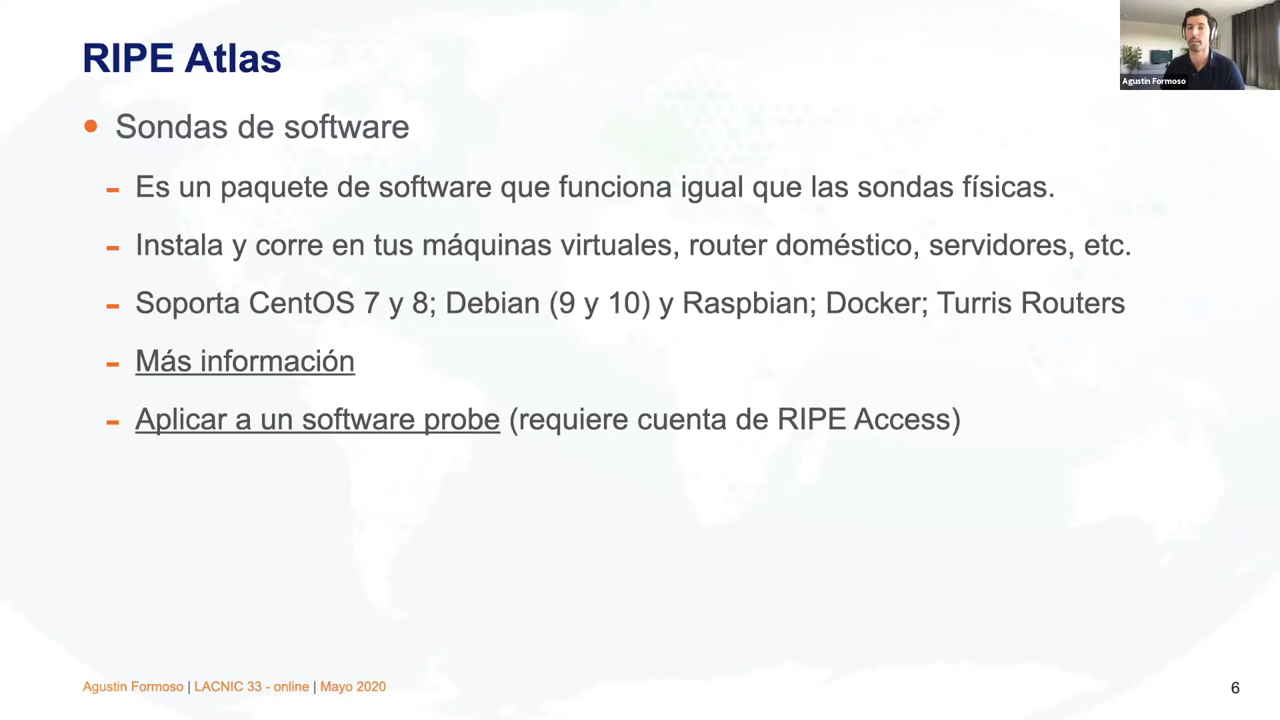 RIPE Atlas
Agustín Formoso
• Sondas de software
- Es un paquete de software que funciona igual que las sondas físicas.
- Instala y corre en tus máquinas virtuales, router doméstico, servidores, etc.
- Soporta CentOS 7 y 8; Debian (9 y 10) y Raspbian; Docker; Turris Routers
- Más información
- Aplicar a un software probe (requiere cuenta de RIPE Access)
Agustín Formoso | LACNIC 33 - online | Mayo 2020
6